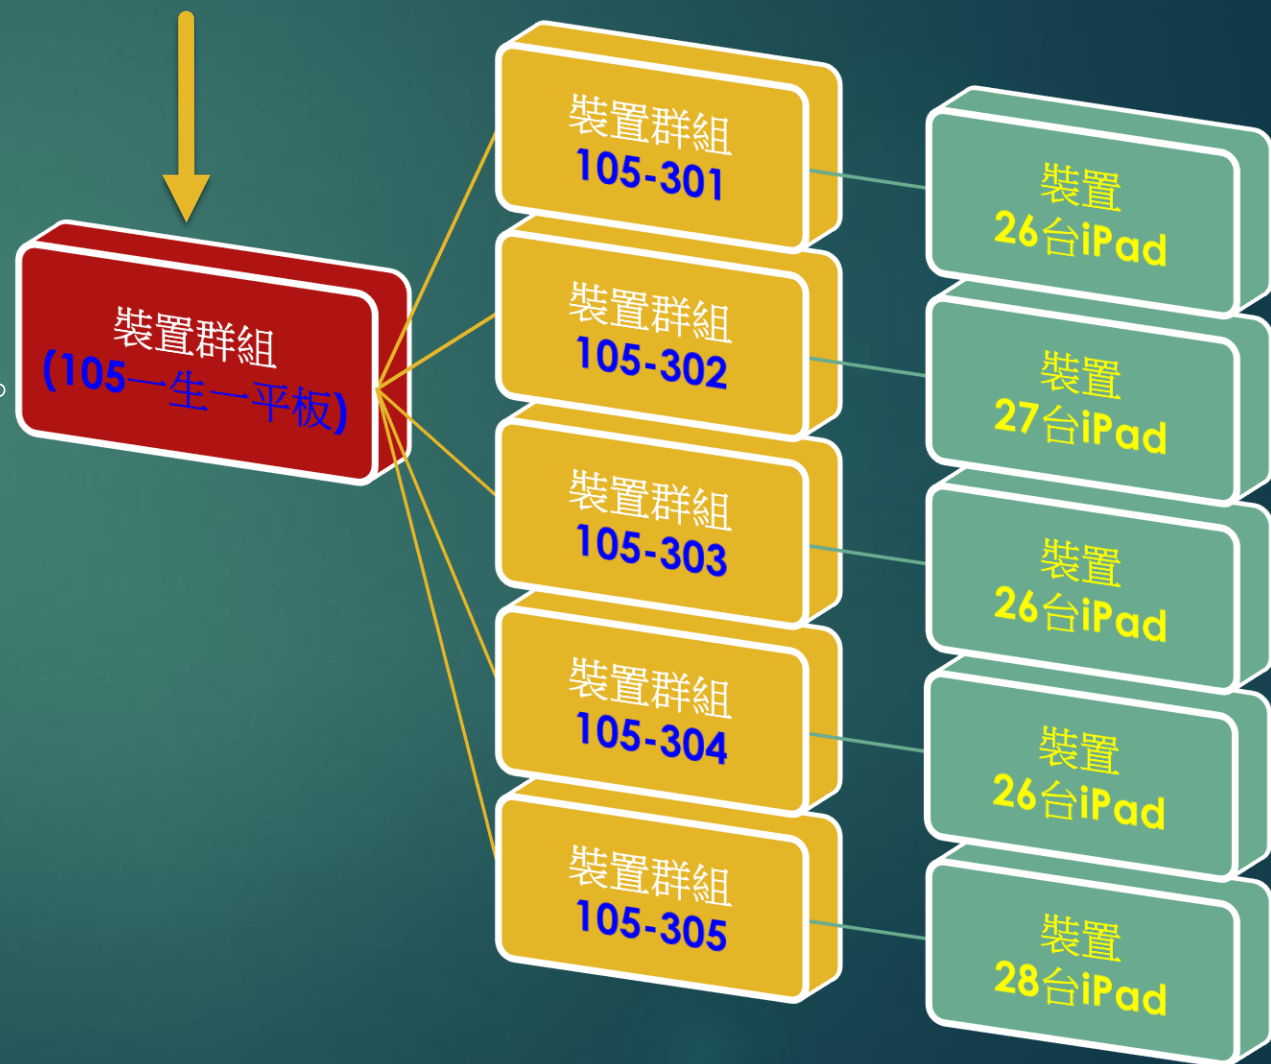 裝置群組
(105一生一平板)
裝置群組
105-301
裝置
26台iPad
裝置群組
105-302
裝置
27台iPad
裝置群組
105-303
裝置
26台iPad
裝置群組
105-304
裝置
26台iPad
裝置群組
105-305
裝置
28台iPad
。